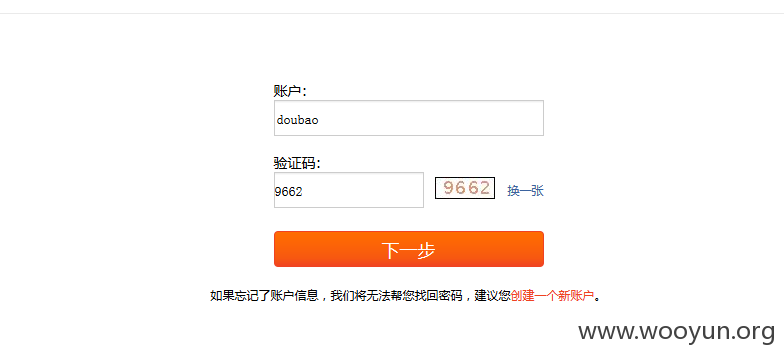 账户：
doubao
验证码：
9662 9662 换一张
下一步
如果忘记了账户信息，我们将无法帮您找回密码，建议您创建一个新账户。
www.wooyun.org